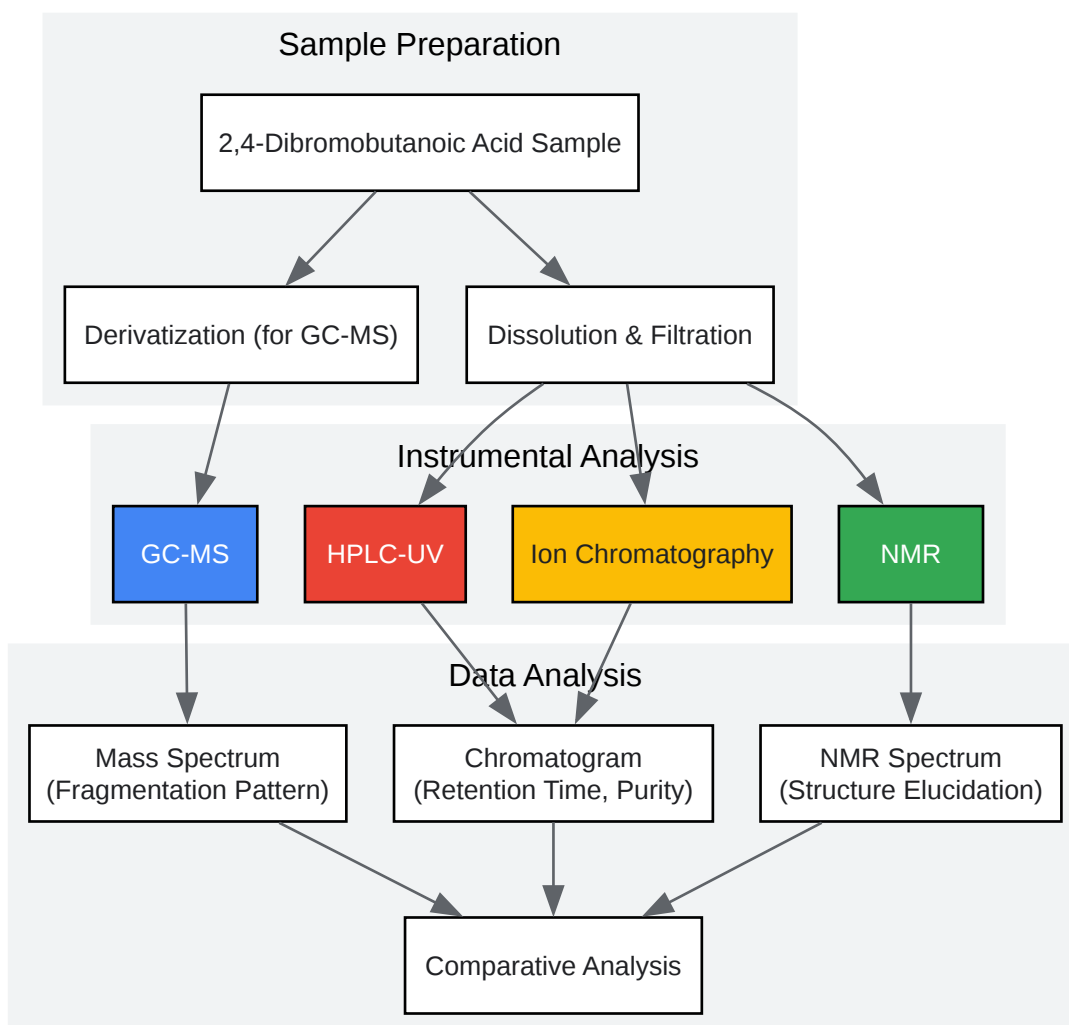 Sample Preparation
2,4-Dibromobutanoic Acid Sample
Derivatization (for GC-MS)
Dissolution & Filtration
Instrumental Analysis
GC-MS
HPLC-UV
Ion Chromatography
NMR
Data Analysis
Mass Spectrum
(Fragmentation Pattern)
Chromatogram
(Retention Time, Purity)
NMR Spectrum
(Structure Elucidation)
Comparative Analysis